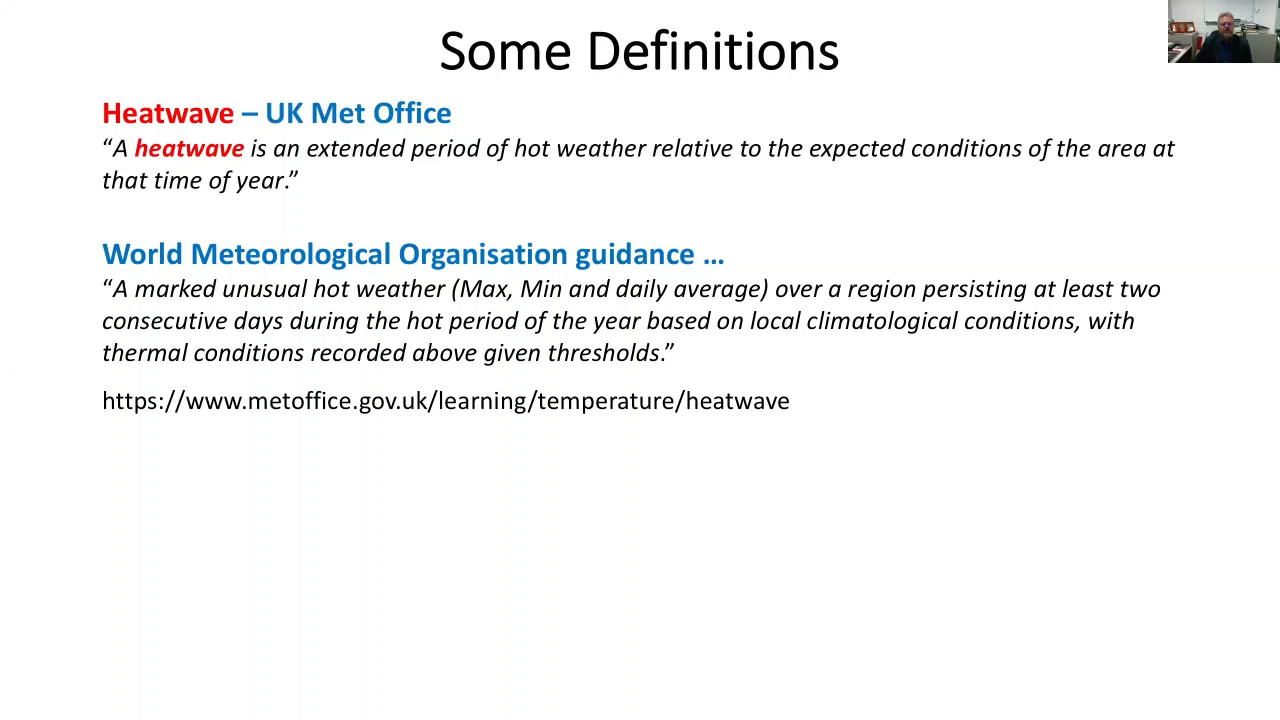 Some Definitions
Heatwave – UK Met Office
“A heatwave is an extended period of hot weather relative to the expected conditions of the area at
that time of year.”
World Meteorological Organisation guidance …
“A marked unusual hot weather (Max, Min and daily average) over a region persisting at least two
consecutive days during the hot period of the year based on local climatological conditions, with
thermal conditions recorded above given thresholds.”
https://www.metoffice.gov.uk/learning/temperature/heatwave